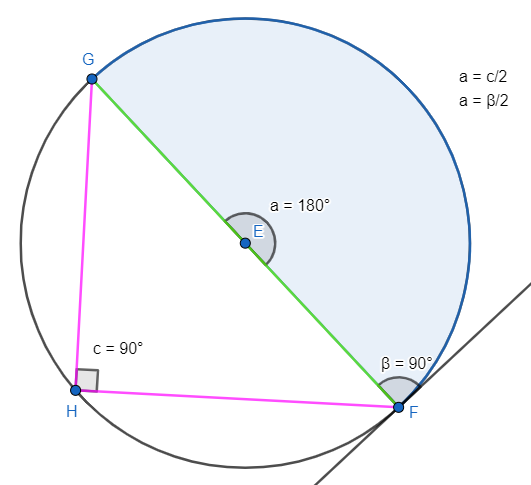 G
a = c/2
a = β/2
a = 180°
E
c = 90°
β = 90°
H
F